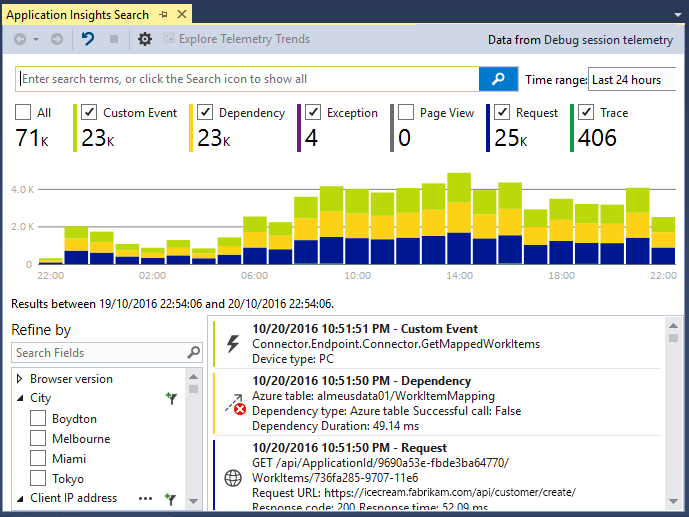 Application Insights Search
Explore Telemetry Trends
Data from Debug session telemetry
Enter search terms, or click the Search icon to show all
Time range: Last 24 hours
All Custom Event Dependency Exception Page View Request Trace
71K 23K 23K 4 0 25K 406
4.0 K
2.0 K
0
22:00 02:00 06:00 10:00 14:00 18:00 22:00
Results between 19/10/2016 22:54:06 and 20/10/2016 22:54:06.
Refine by
Search Fields
Browser version
City
Boydton
Melbourne
Miami
Tokyo
Client IP address
10/20/2016 10:51:51 PM - Custom Event
Connector.Endpoint.Connector.GetMappedWorkItems
Device type: PC
10/20/2016 10:51:50 PM - Dependency
Azure table: almeusdata01/WorkItemMapping
Dependency type: Azure table Successful call: False
Dependency Duration: 49.14 ms
10/20/2016 10:51:50 PM - Request
GET /api/ApplicationId/9690a53e-fbde3ba64770/
WorkItems/736fa285-9707-11e6
Request URL: https://icecream.fabrikam.com/api/customer/create/
Response code: 200 Response time: 52.09 ms